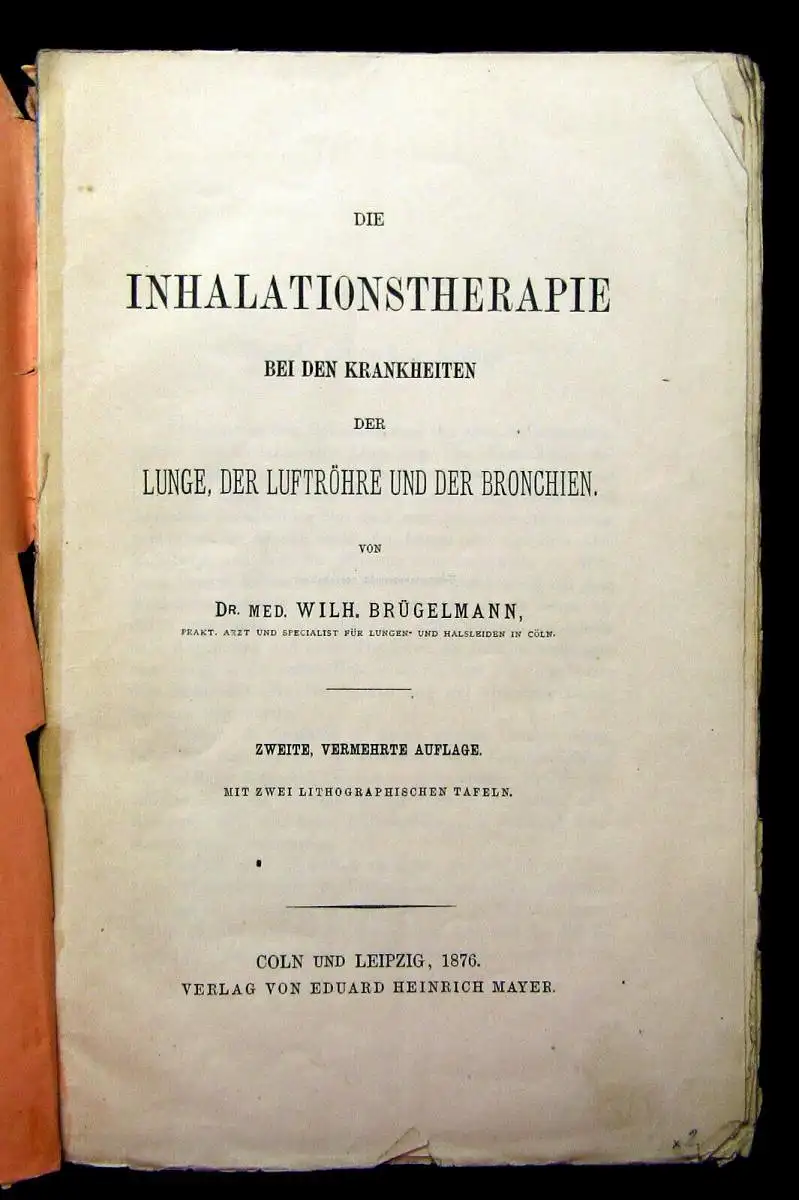 DIE
INHALATIONSTHERAPIE
BEI DEN KRANKHEITEN
DER
LUNGE, DER LUFTRÖHRE UND DER BRONCHIEN.
VON
DR. MED. WILH. BRÜGELMANN,
PRAKT. ARZT UND SPECIALIST FÜR LUNGEN- UND HALSLEIDEN IN CÖLN.
ZWEITE, VERMEHRTE AUFLAGE.
MIT ZWEI LITHOGRAPHISCHEN TAFELN.
COLN UND LEIPZIG, 1876.
VERLAG VON EDUARD HEINRICH MAYER.
x 2